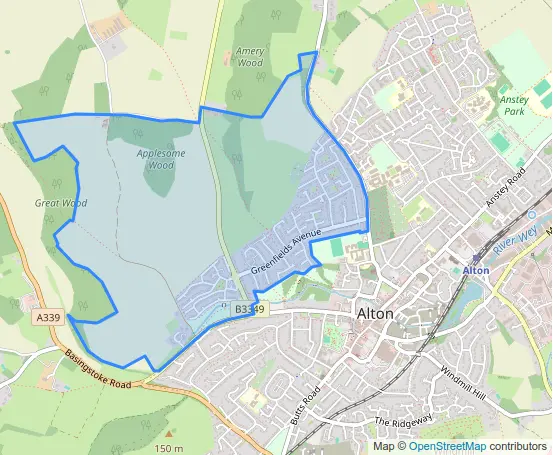 Amery
Wood
Anstey
Park
Applesome
Wood
Great Wood
Anstey Road
River Wey
Greenfields Avenue
Alton
A339
B3349
Alton
Basingstoke Road
Windmill Hill
Butts Road
The Ridgeway
150 m
Map © OpenStreetMap contributors